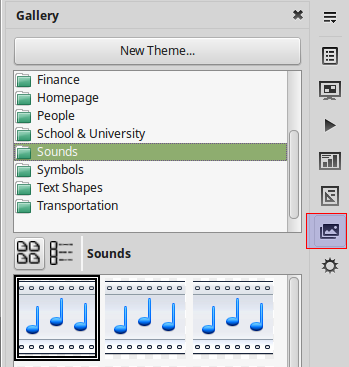 Gallery
New Theme...
Finance
Homepage
People
School & University
Sounds
Symbols
Text Shapes
Transportation
Sounds